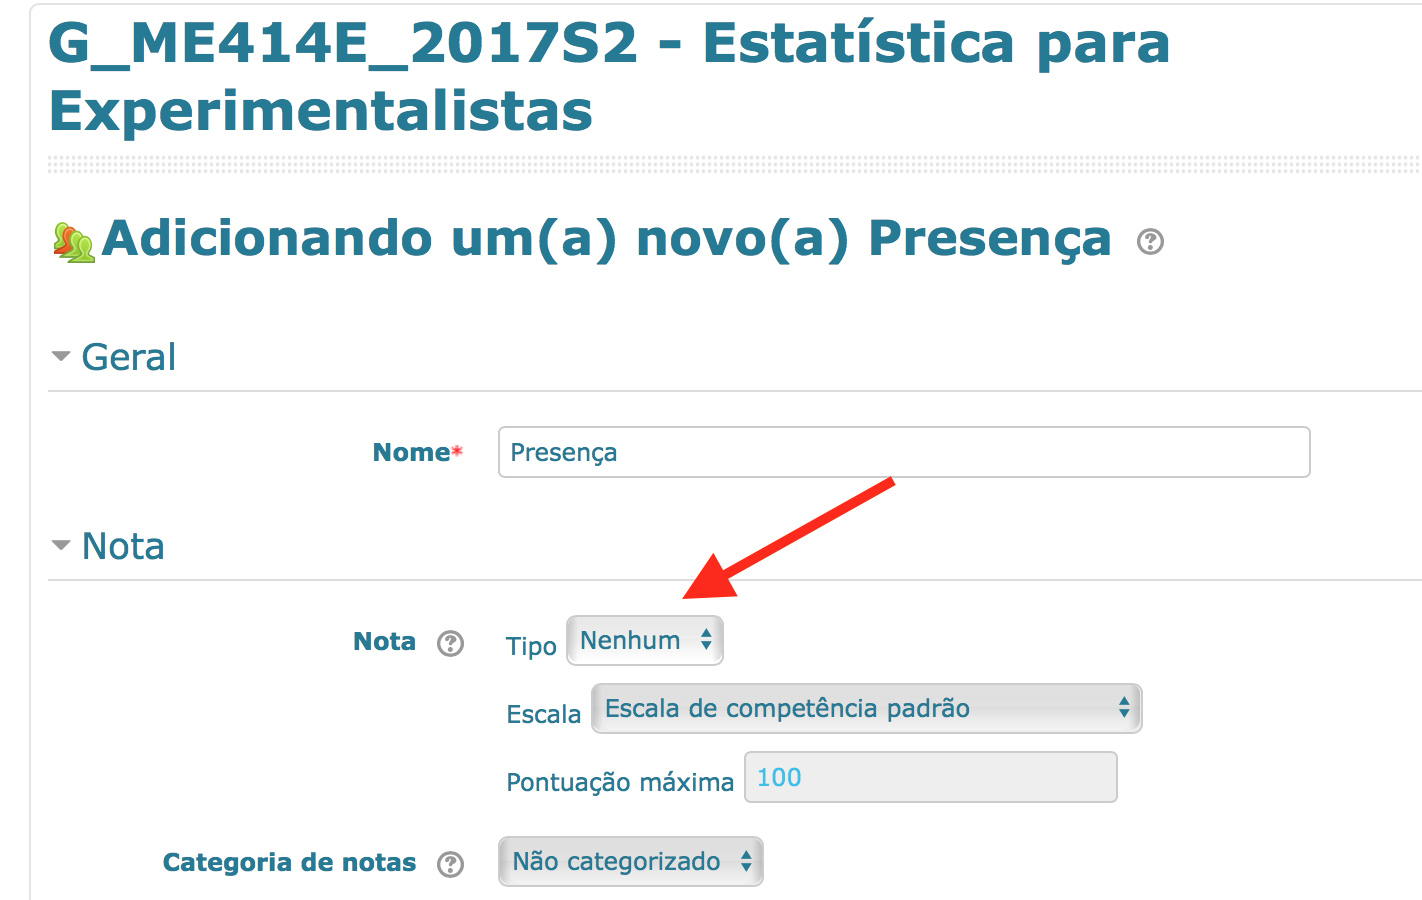 G_ME414E_2017S2 - Estatística para
Experimentalistas
Adicionando um(a) novo(a) Presença ?
Geral
Nome* Presença
Nota
Nota ? Tipo Nenhum
Escala Escala de competência padrão
Pontuação máxima 100
Categoria de notas ? Não categorizado